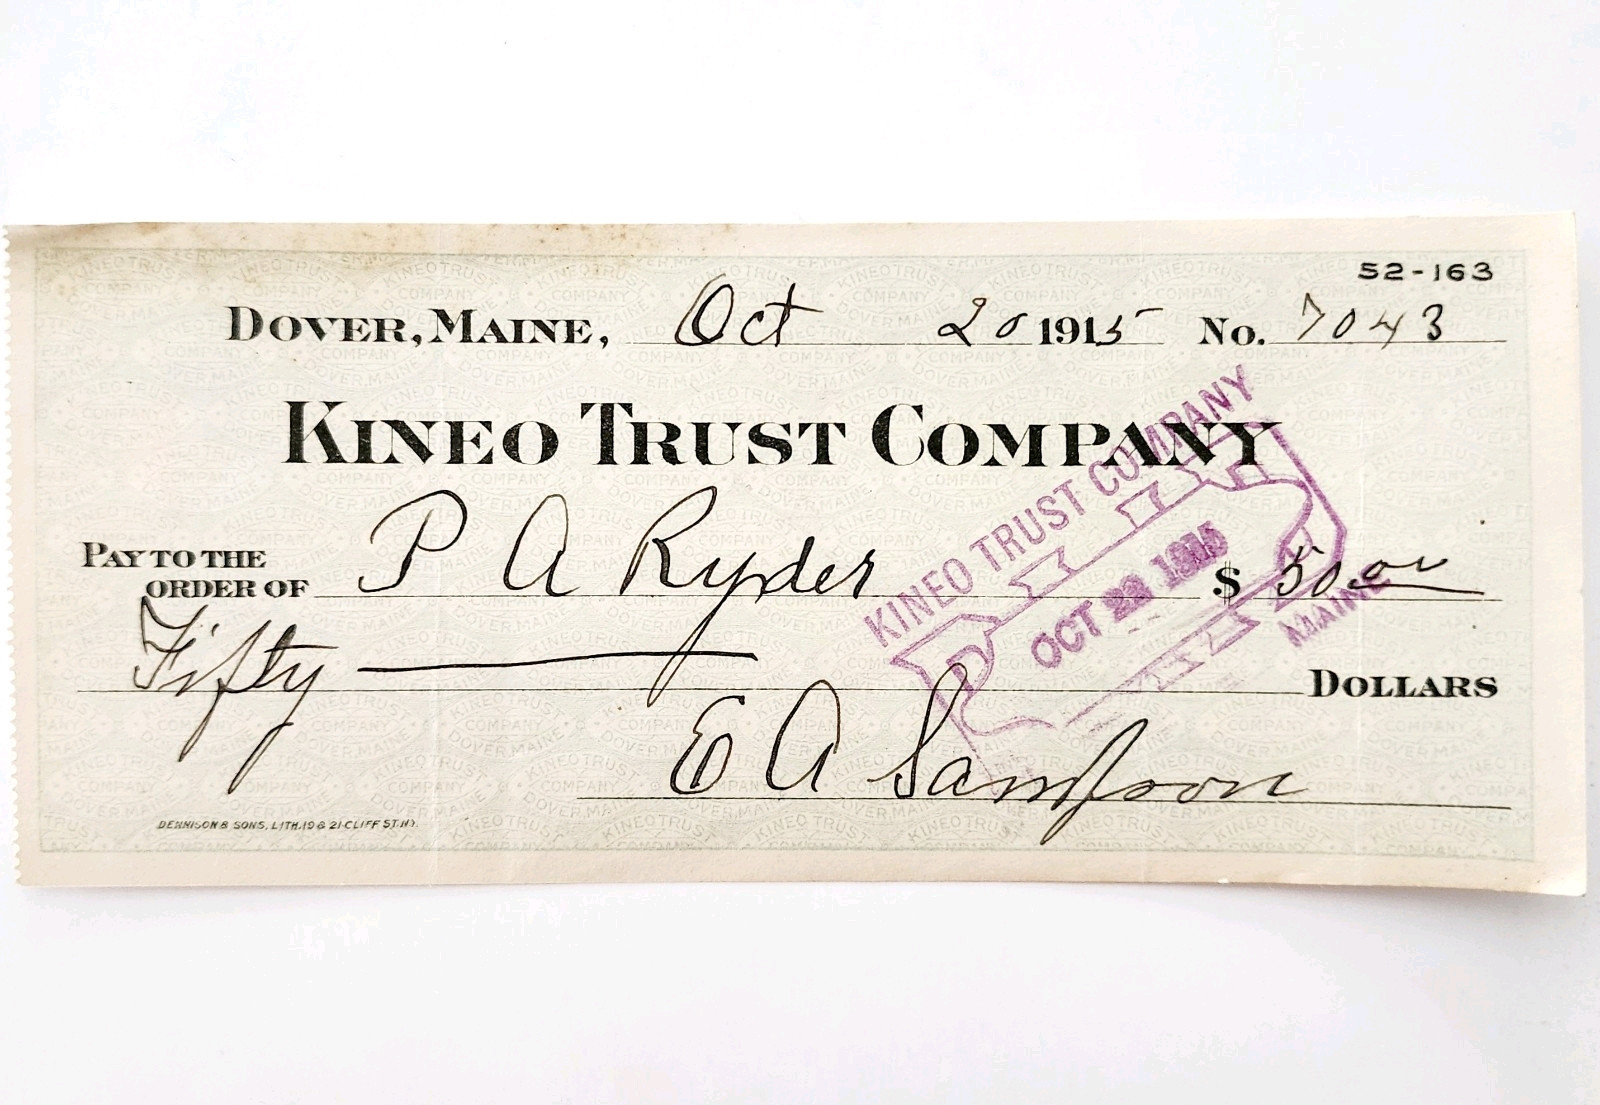 52-163
DOVER, MAINE, Oct 20 1915 No. 7043
KINEO TRUST COMPANY
PAY TO THE ORDER OF P A Ryder $ 50.00
Fifty DOLLARS
E A Sampson
KINEO TRUST COMPANY
PAID
OCT 1915
MAINE
DENNISON & SONS, LITH. 19 & 21 CLIFF ST. N.Y.